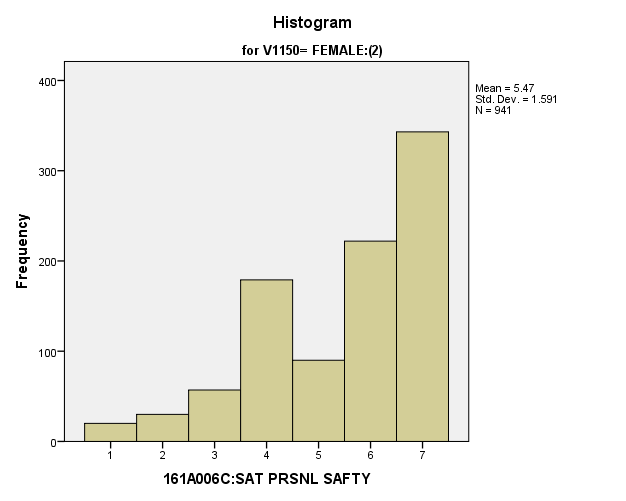 Histogram
for V1150= FEMALE:(2)
Mean = 5.47
Std. Dev. = 1.591
N = 941
Frequency
400
300
200
100
0
1 2 3 4 5 6 7
161A006C:SAT PRSNL SAFTY